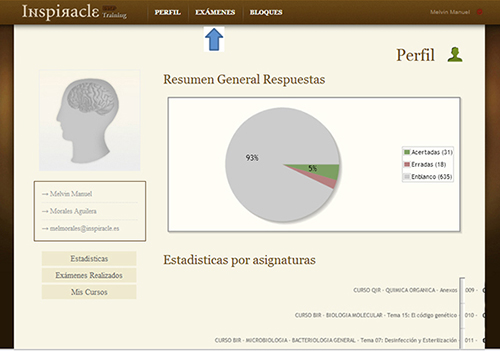 Inspiracle Training
PERFIL EXÁMENES BLOQUES
Melvin Manuel
Perfil
Resumen General Respuestas
93%
5%
Acertadas (31)
Erradas (18)
Enblanco (635)
→ Melvin Manuel
→ Morales Aguilera
→ melmorales@inspiracle.es
Estadísticas
Exámenes Realizados
Mis Cursos
Estadisticas por asignaturas
CURSO QIR - QUIMICA ORGANICA - Anexos 009 -
CURSO BIR - BIOLOGIA MOLECULAR - Tema 15: El código genético 010 -
CURSO BIR - MICROBIOLOGIA - BACTERIOLOGIA GENERAL - Tema 07: Desinfección y Esterilización 011 -